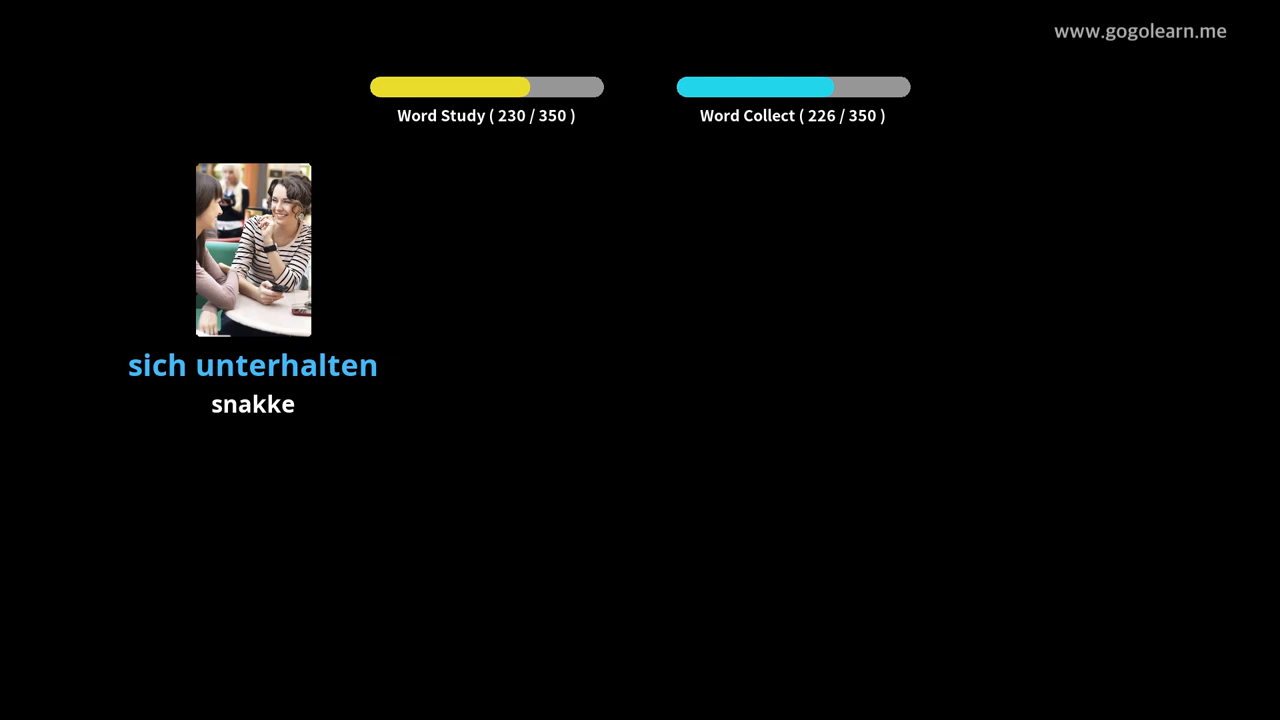 www.gogolearn.me
Word Study ( 230 / 350 )
Word Collect ( 226 / 350 )
sich unterhalten
snakke